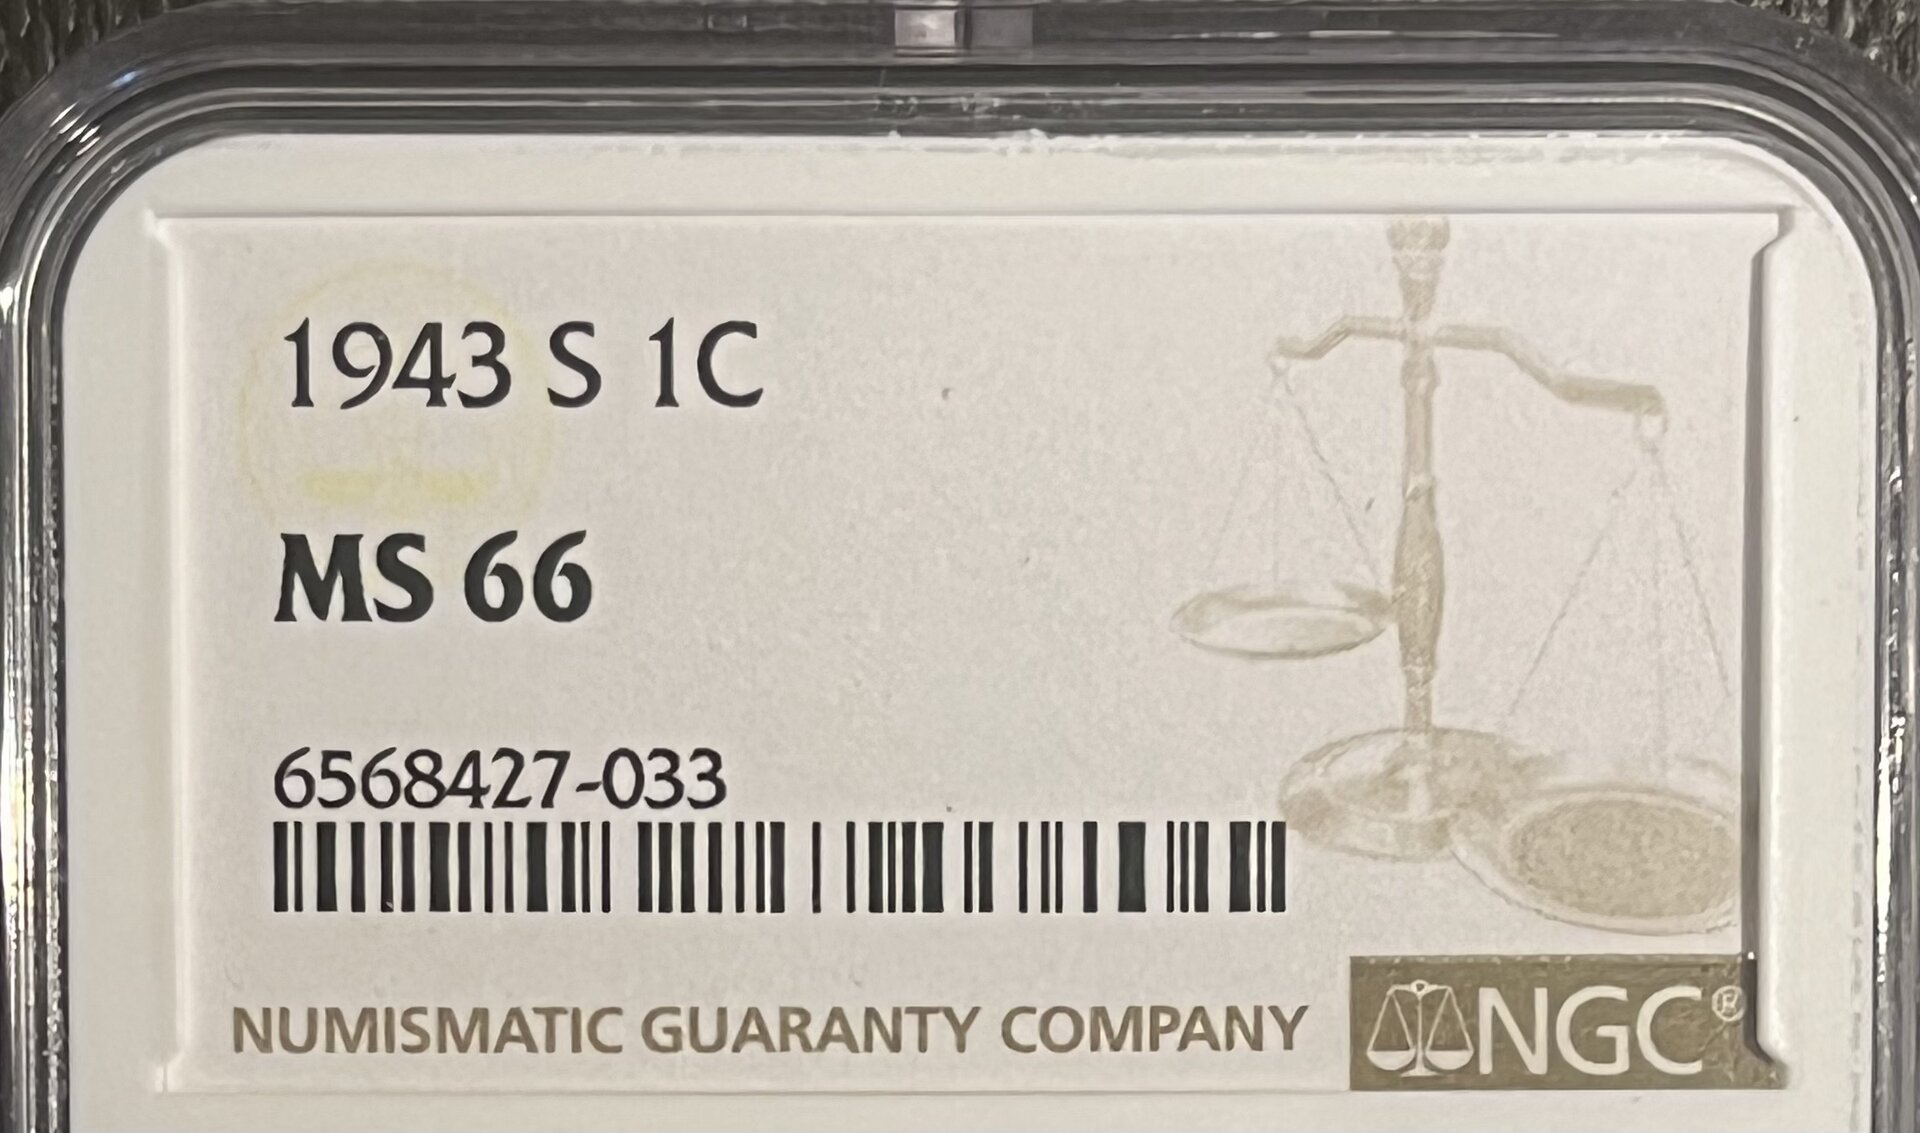 1943 S 1C
MS 66
6568427-033
NUMISMATIC GUARANTY COMPANY
NGC®